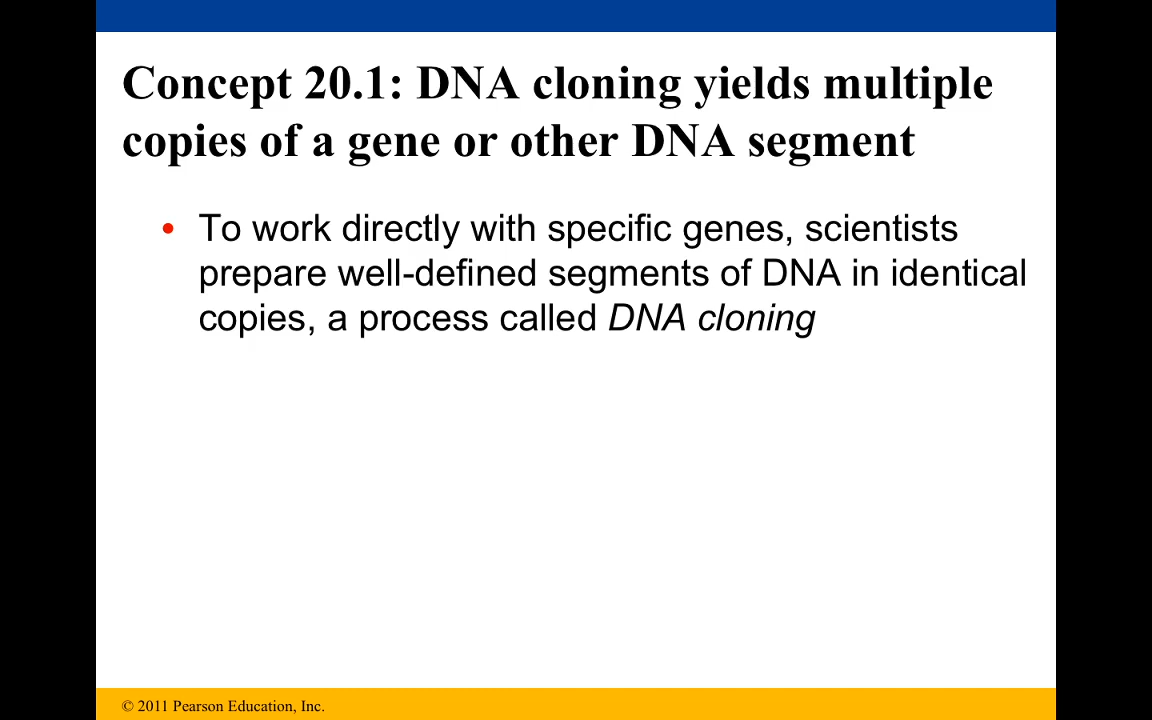 Concept 20.1: DNA cloning yields multiple
copies of a gene or other DNA segment
• To work directly with specific genes, scientists
prepare well-defined segments of DNA in identical
copies, a process called DNA cloning
© 2011 Pearson Education, Inc.